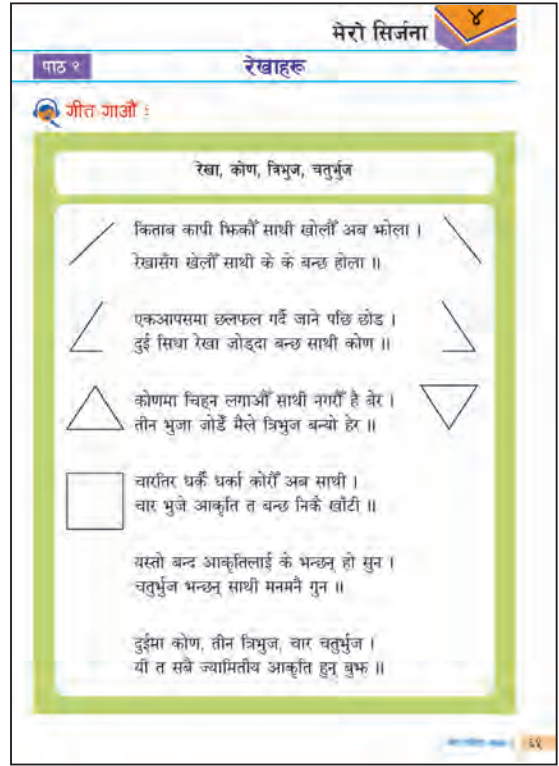 मेरो सिर्जना
४
पाठ १
रेखाहरू
गीत गाऔँ :
रेखा, कोण, त्रिभुज, चतुर्भुज
किताब कापी झिकौँ साथी खोलौँ अब झोला ।
रेखासँग खेलौँ साथी के के बन्छ होला ॥
एकआपसमा छलफल गर्दै जाने पछि छोड ।
दुई सिधा रेखा जोड्दा बन्छ साथी कोण ॥
कोणमा चिह्न लगाऔँ साथी नगरौँ है बेर ।
तीन भुजा जोडेँ मैले त्रिभुज बन्यो हेर ॥
चारतिर धर्कै धर्का कोरौँ अब साथी ।
चार भुजे आकृति त बन्छ निकै खाँटी ॥
यस्तो बन्द आकृतिलाई के भन्छन् हो सुन ।
चतुर्भुज भन्छन् साथी मनमनै गुन ॥
दुईमा कोण, तीन त्रिभुज, चार चतुर्भुज ।
यी त सबै ज्यामितीय आकृति हुन् बुझ ॥
६१